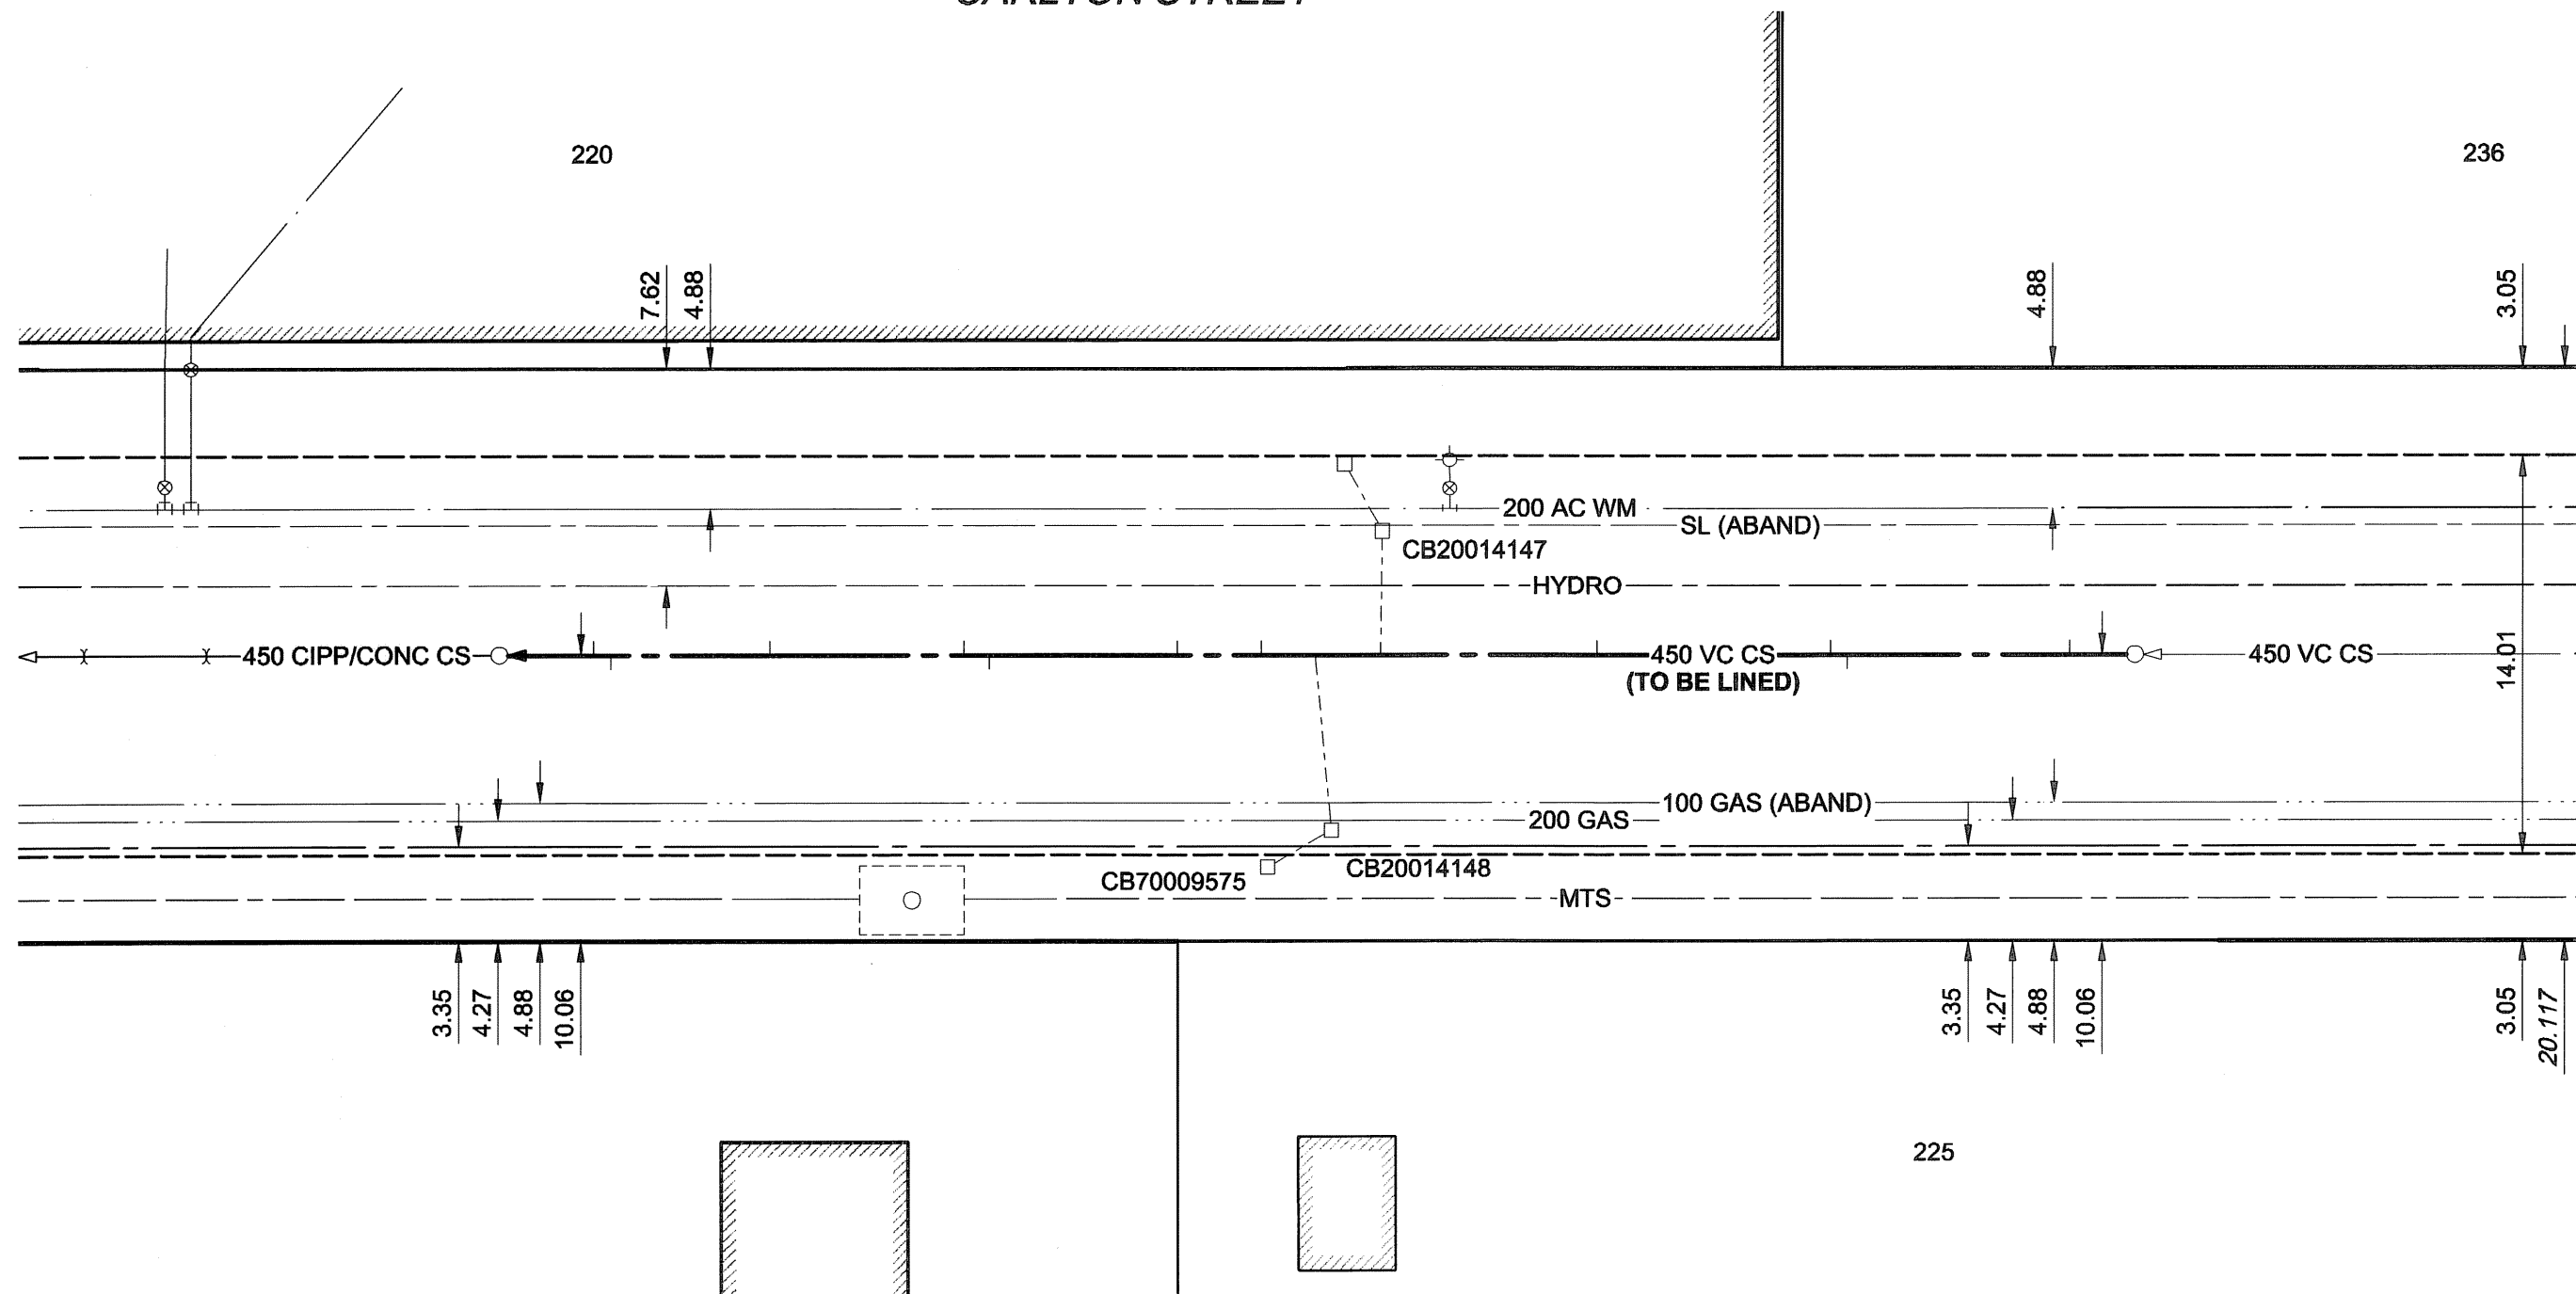 220
236
7.62
4.88
4.88
3.05
200 AC WM
SL (ABAND)
CB20014147
HYDRO
450 CIPP/CONC CS
450 VC CS
(TO BE LINED)
450 VC CS
14.01
100 GAS (ABAND)
200 GAS
CB20014148
CB70009575
MTS
3.35
4.27
4.88
10.06
3.35
4.27
4.88
10.06
3.05
20.117
225